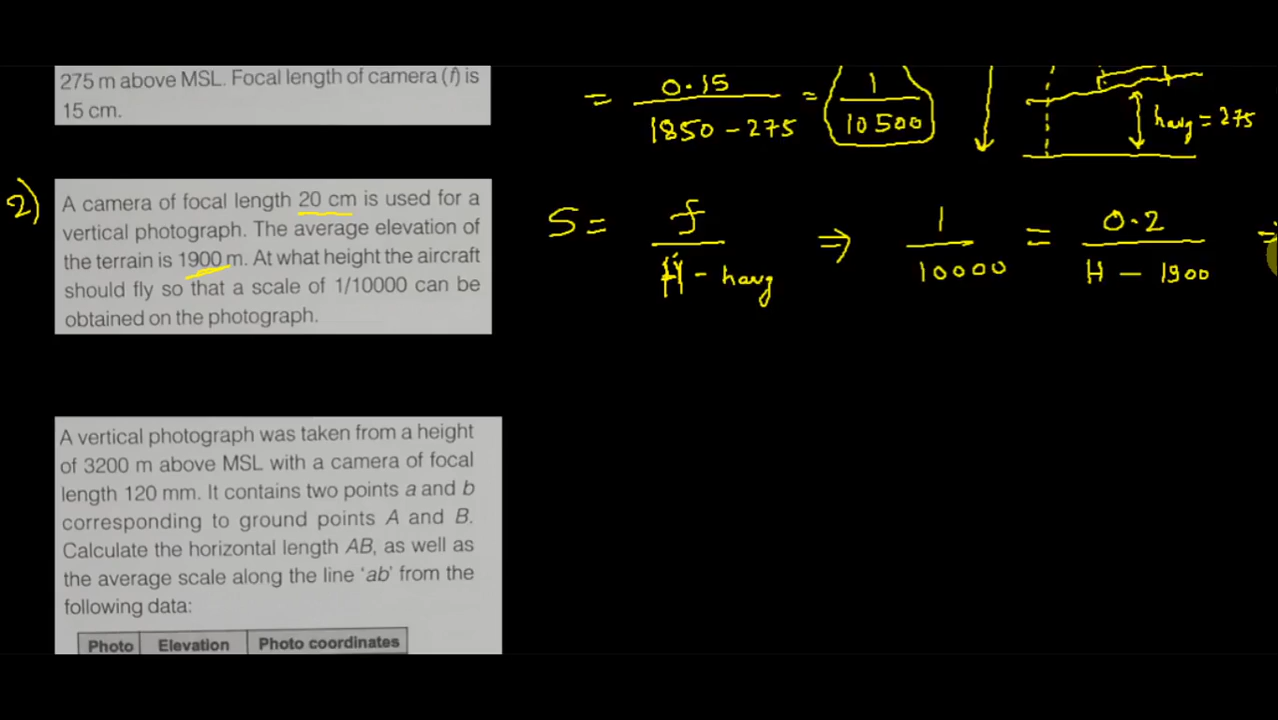 275 m above MSL. Focal length of camera (f) is
15 cm.
= 0.15 / 1850 - 275 = 1 / 10500
havg = 275
2)
A camera of focal length 20 cm is used for a
vertical photograph. The average elevation of
the terrain is 1900 m. At what height the aircraft
should fly so that a scale of 1/10000 can be
obtained on the photograph.
S = f / H - havg ⇒ 1 / 10000 = 0.2 / H - 1900 ⇒
A vertical photograph was taken from a height
of 3200 m above MSL with a camera of focal
length 120 mm. It contains two points a and b
corresponding to ground points A and B.
Calculate the horizontal length AB, as well as
the average scale along the line 'ab' from the
following data:
Photo Elevation Photo coordinates